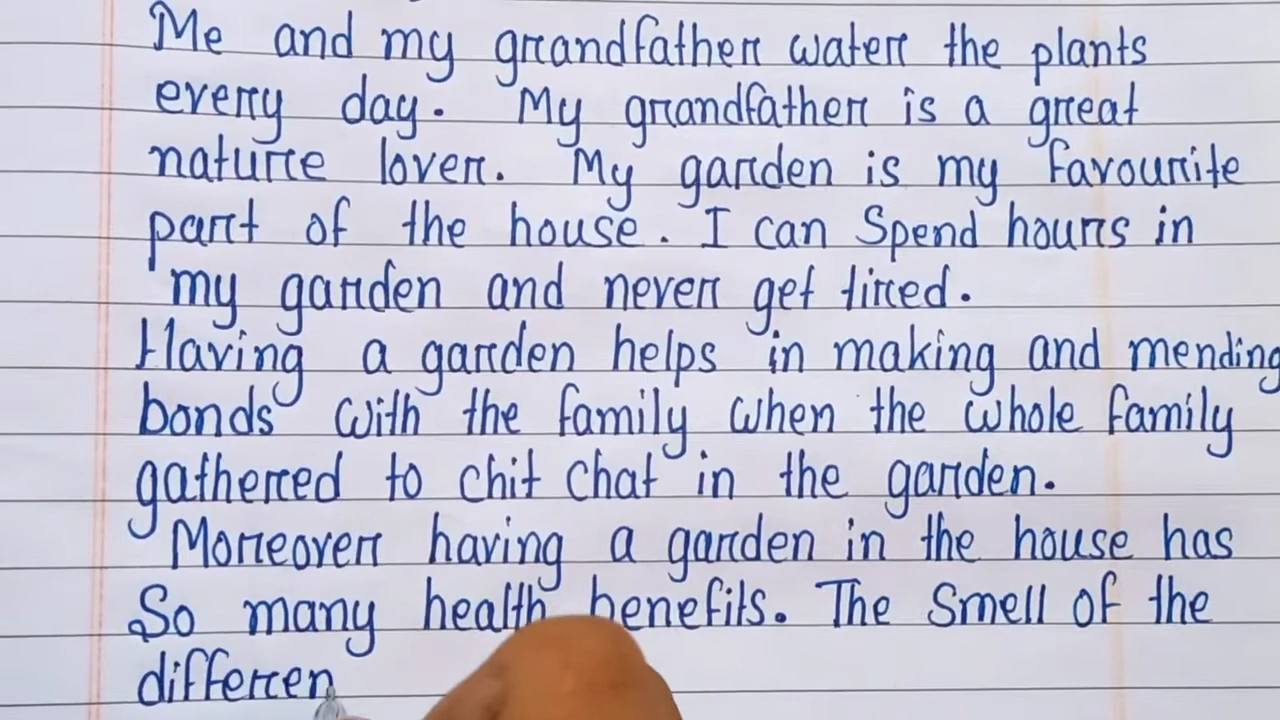 Me and my grandfather water the plants
every day. My grandfather is a great
nature lover. My garden is my favourite
part of the house. I can Spend hours in
my garden and never get tired.
Having a garden helps in making and mending
bonds with the family when the whole family
gathered to chit chat in the garden.
Moreover having a garden in the house has
So many health benefits. The Smell of the
differen